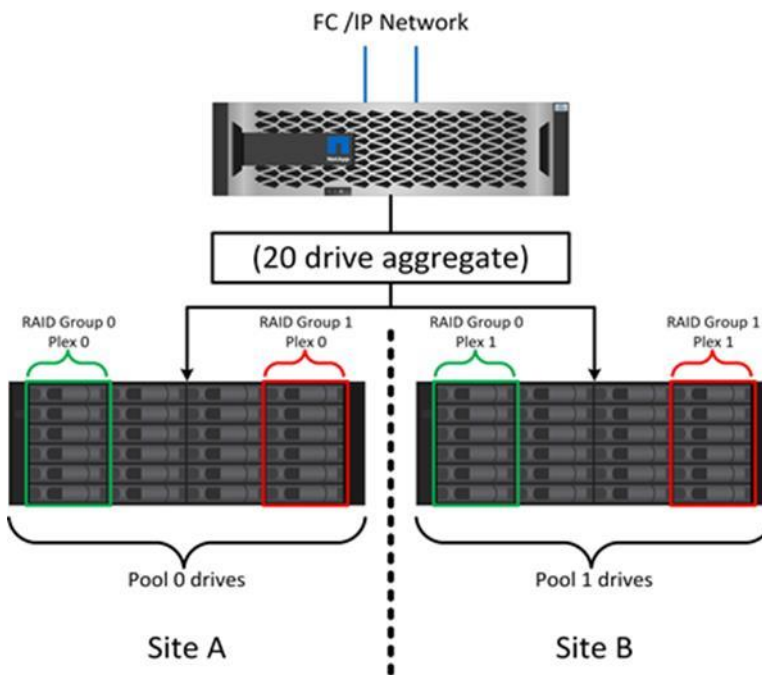 FC /IP Network
NetApp
(20 drive aggregate)
RAID Group 0
Plex 0
RAID Group 1
Plex 0
RAID Group 0
Plex 1
RAID Group 1
Plex 1
Pool 0 drives
Pool 1 drives
Site A
Site B